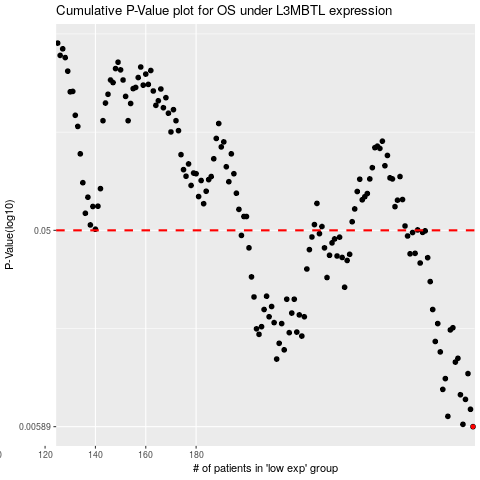 Cumulative P-Value plot for OS under L3MBTL expression
P-Value(log10)
0.05
0.00589
0 120 140 160 180
# of patients in 'low exp' group